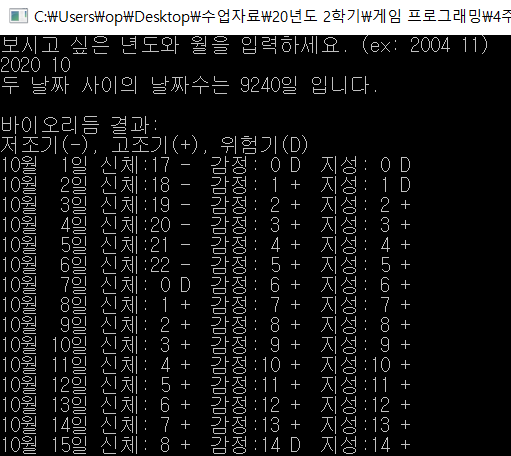 C:₩Users₩op₩Desktop₩수업자료₩20년도 2학기₩게임 프로그래밍₩4주
보시고 싶은 년도와 월을 입력하세요. (ex: 2004 11)
2020 10
두 날짜 사이의 날짜수는 9240일 입니다.
바이오리듬 결과:
저조기(-), 고조기(+), 위험기(D)
10월 1일 신체:17 - 감정: 0 D 지성: 0 D
10월 2일 신체:18 - 감정: 1 + 지성: 1 D
10월 3일 신체:19 - 감정: 2 + 지성: 2 +
10월 4일 신체:20 - 감정: 3 + 지성: 3 +
10월 5일 신체:21 - 감정: 4 + 지성: 4 +
10월 6일 신체:22 - 감정: 5 + 지성: 5 +
10월 7일 신체: 0 D 감정: 6 + 지성: 6 +
10월 8일 신체: 1 + 감정: 7 + 지성: 7 +
10월 9일 신체: 2 + 감정: 8 + 지성: 8 +
10월 10일 신체: 3 + 감정: 9 + 지성: 9 +
10월 11일 신체: 4 + 감정:10 + 지성:10 +
10월 12일 신체: 5 + 감정:11 + 지성:11 +
10월 13일 신체: 6 + 감정:12 + 지성:12 +
10월 14일 신체: 7 + 감정:13 + 지성:13 +
10월 15일 신체: 8 + 감정:14 D 지성:14 +